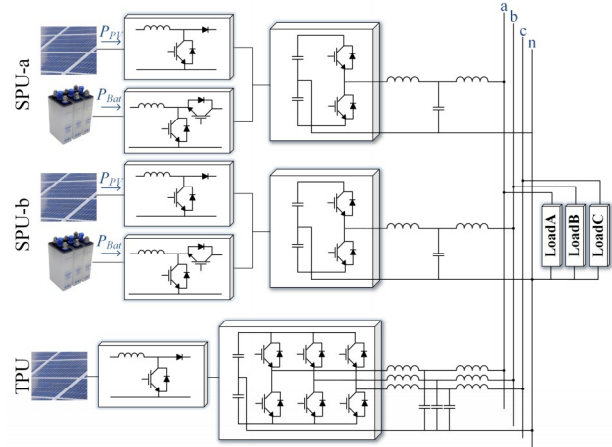 a
b
c
n
SPU-a
P_PV
P_Bat
SPU-b
P_PV
P_Bat
LoadA
LoadB
LoadC
TPU